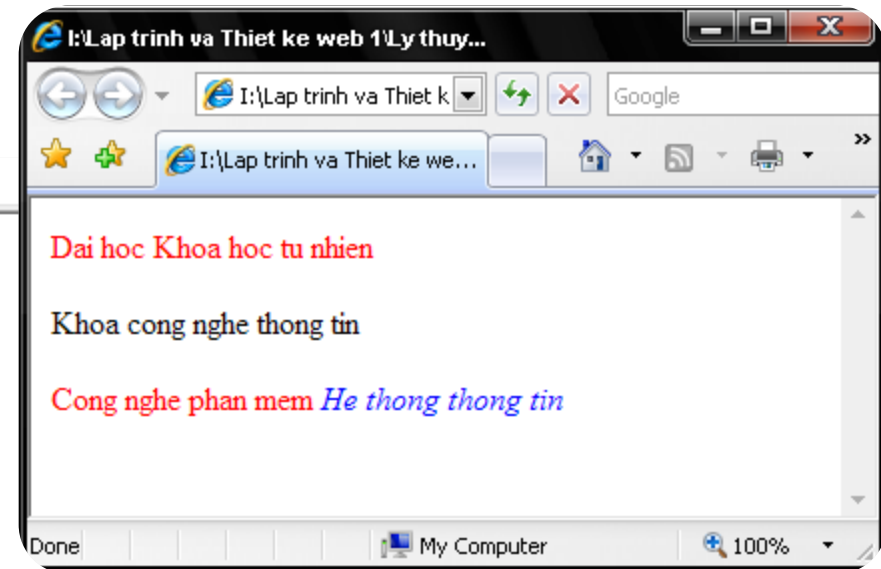 I:\Lap trinh va Thiet ke web 1\Ly thuy...
I:\Lap trinh va Thiet k
Google
I:\Lap trinh va Thiet ke we...
»
Dai hoc Khoa hoc tu nhien
Khoa cong nghe thong tin
Cong nghe phan mem He thong thong tin
Done
My Computer
100%